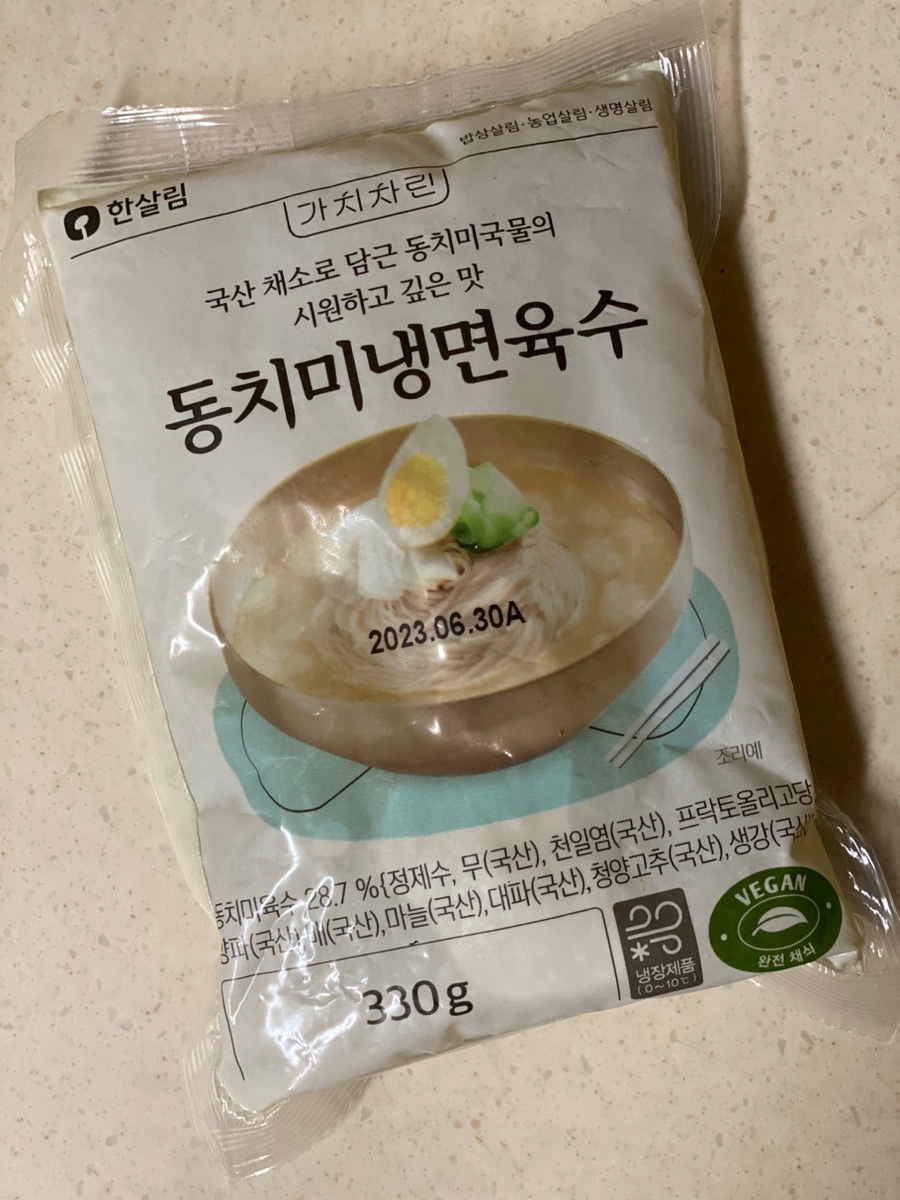 밥상살림·농업살림·생명살림
한살림
가치차린
국산 채소로 담근 동치미국물의
시원하고 깊은 맛
동치미냉면육수
2023.06.30A
조리예
동치미육수 28.7 %{정제수, 무(국산), 천일염(국산), 프락토올리고당
양파(국산), 배(국산), 마늘(국산), 대파(국산), 청양고추(국산), 생강(국산
330g
냉장제품
(0~10℃)
VEGAN
완전 채식